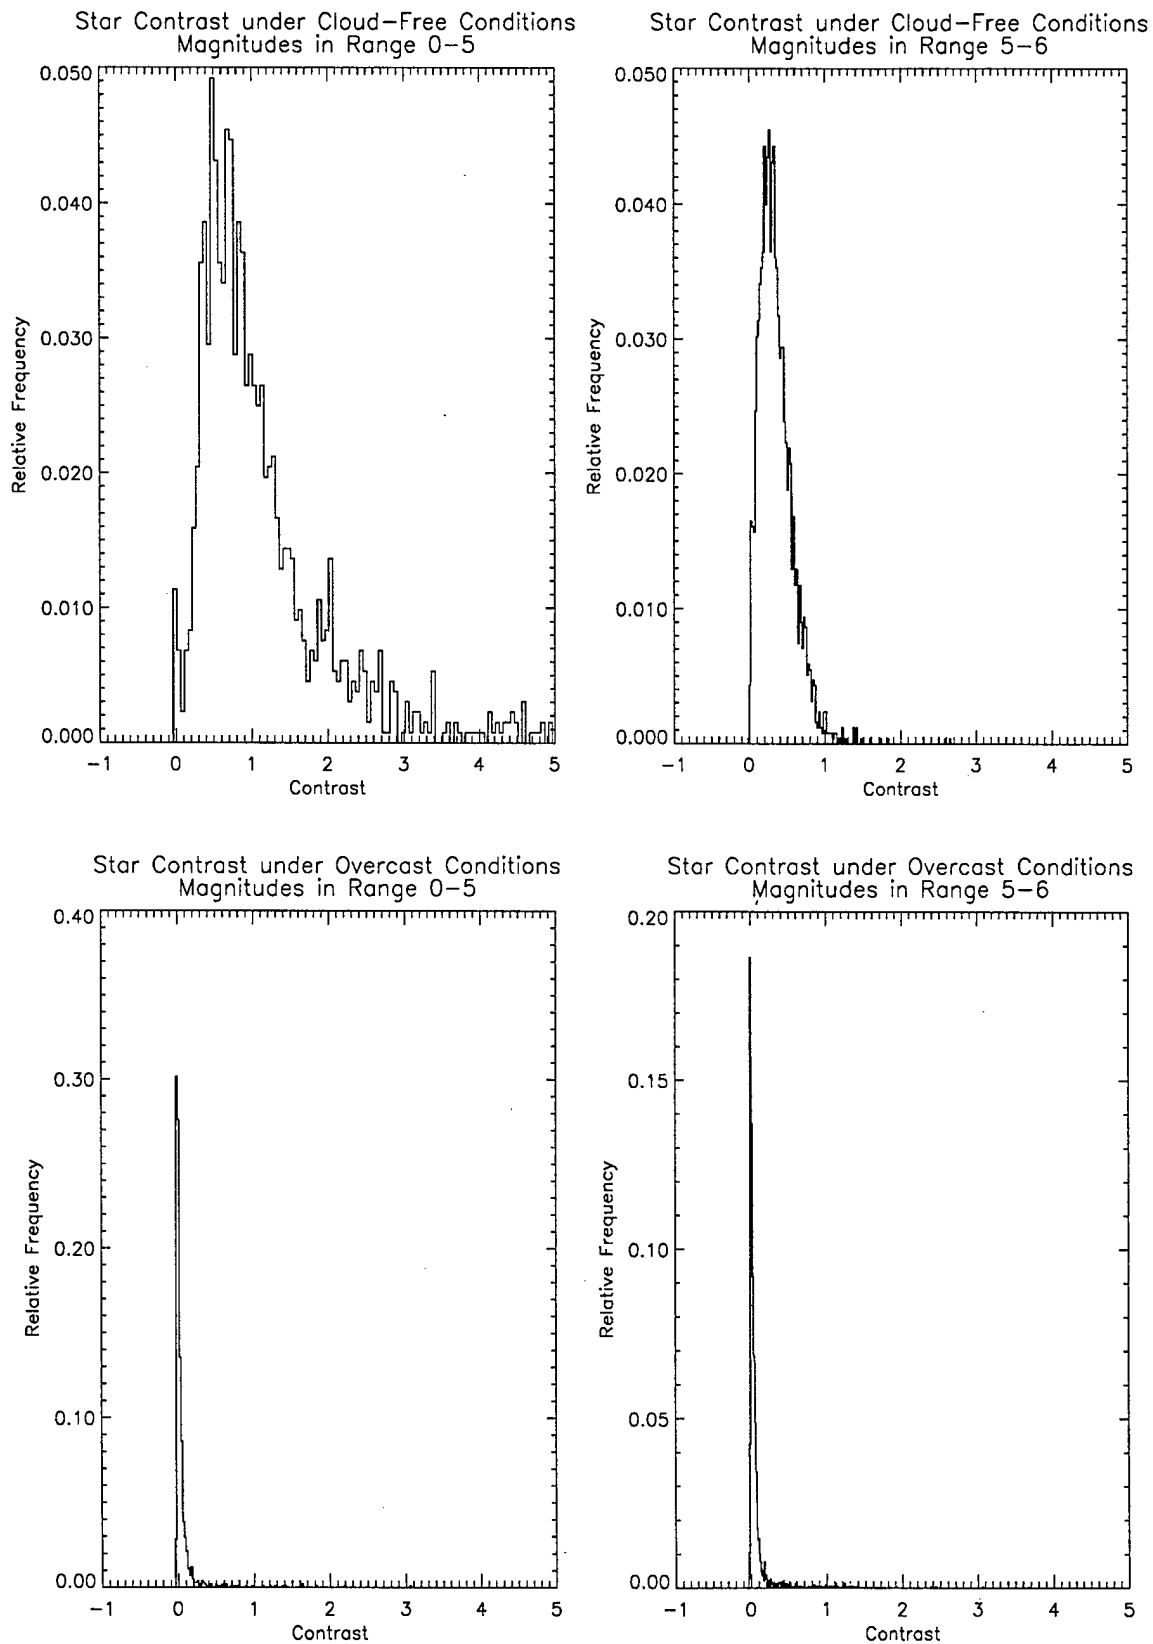 Star Contrast under Cloud-Free Conditions
Magnitudes in Range 0-5
0.050
0.040
0.030
0.020
0.010
0.000
Relative Frequency
-1 0 1 2 3 4 5
Contrast
Star Contrast under Cloud-Free Conditions
Magnitudes in Range 5-6
0.050
0.040
0.030
0.020
0.010
0.000
Relative Frequency
-1 0 1 2 3 4 5
Contrast
Star Contrast under Overcast Conditions
Magnitudes in Range 0-5
0.40
0.30
0.20
0.10
0.00
Relative Frequency
-1 0 1 2 3 4 5
Contrast
Star Contrast under Overcast Conditions
Magnitudes in Range 5-6
0.20
0.15
0.10
0.05
0.00
Relative Frequency
-1 0 1 2 3 4 5
Contrast